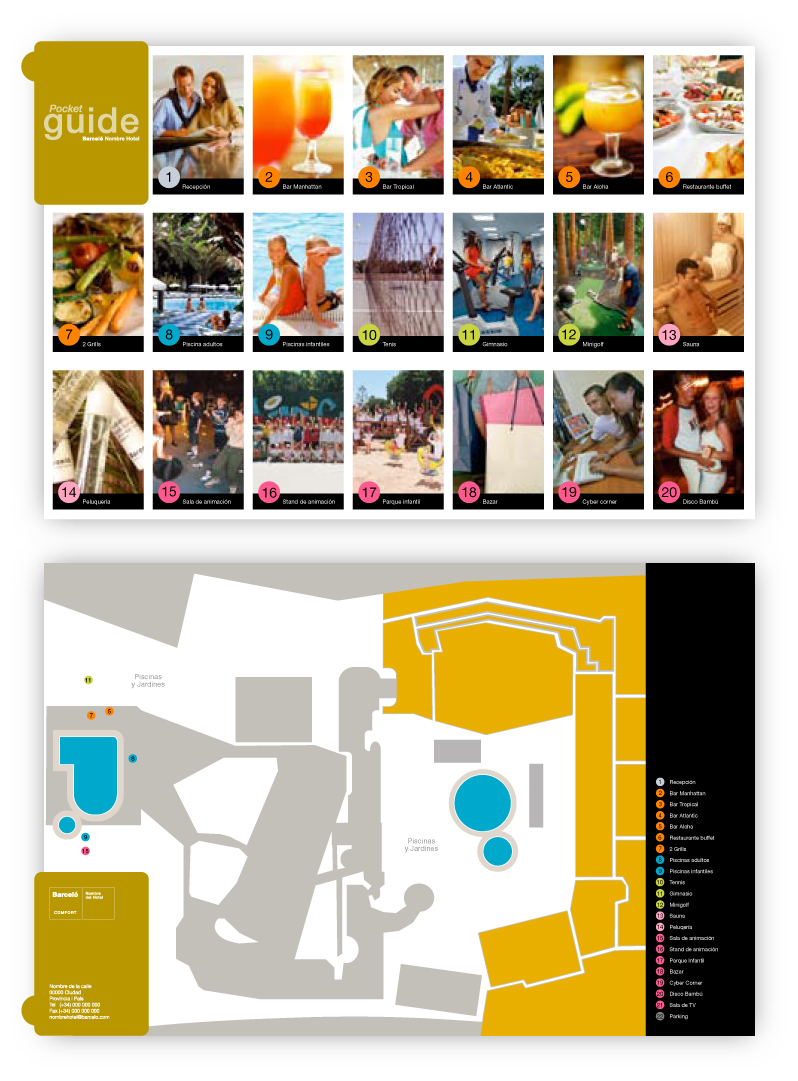 Pocket
guide
Barceló Nombre Hotel
1
Recepción
2
Bar Manhattan
3
Bar Tropical
4
Bar Atlantic
5
Bar Aloha
6
Restaurante buffet
7
2 Grills
8
Piscina adultos
9
Piscinas infantiles
10
Tenis
11
Gimnasio
12
Minigolf
13
Sauna
14
Peluquería
15
Sala de animación
16
Stand de animación
17
Parque infantil
18
Bazar
19
Cyber corner
20
Disco Bambú
11
Piscinas
y Jardines
7
8
9
15
Piscinas
y Jardines
1 Recepción
2 Bar Manhattan
3 Bar Tropical
4 Bar Atlantic
5 Bar Aloha
6 Restaurante buffet
7 2 Grills
8 Piscinas adultos
9 Piscinas infantiles
10 Tennis
11 Gimnasio
12 Minigolf
13 Sauna
14 Peluqería
15 Sala de animación
16 Stand de animación
17 Parque Infantil
18 Bazar
19 Cyber Corner
20 Disco Bambú
21 Sala de TV
22 Parking
Barceló
Nombre
del Hotel
COMFORT
Nombre de la calle
00000 Ciudad
Provincia | País
Tel (+34) 000 000 000
Fax (+34) 000 000 000
nombrehotel@barcelo.com